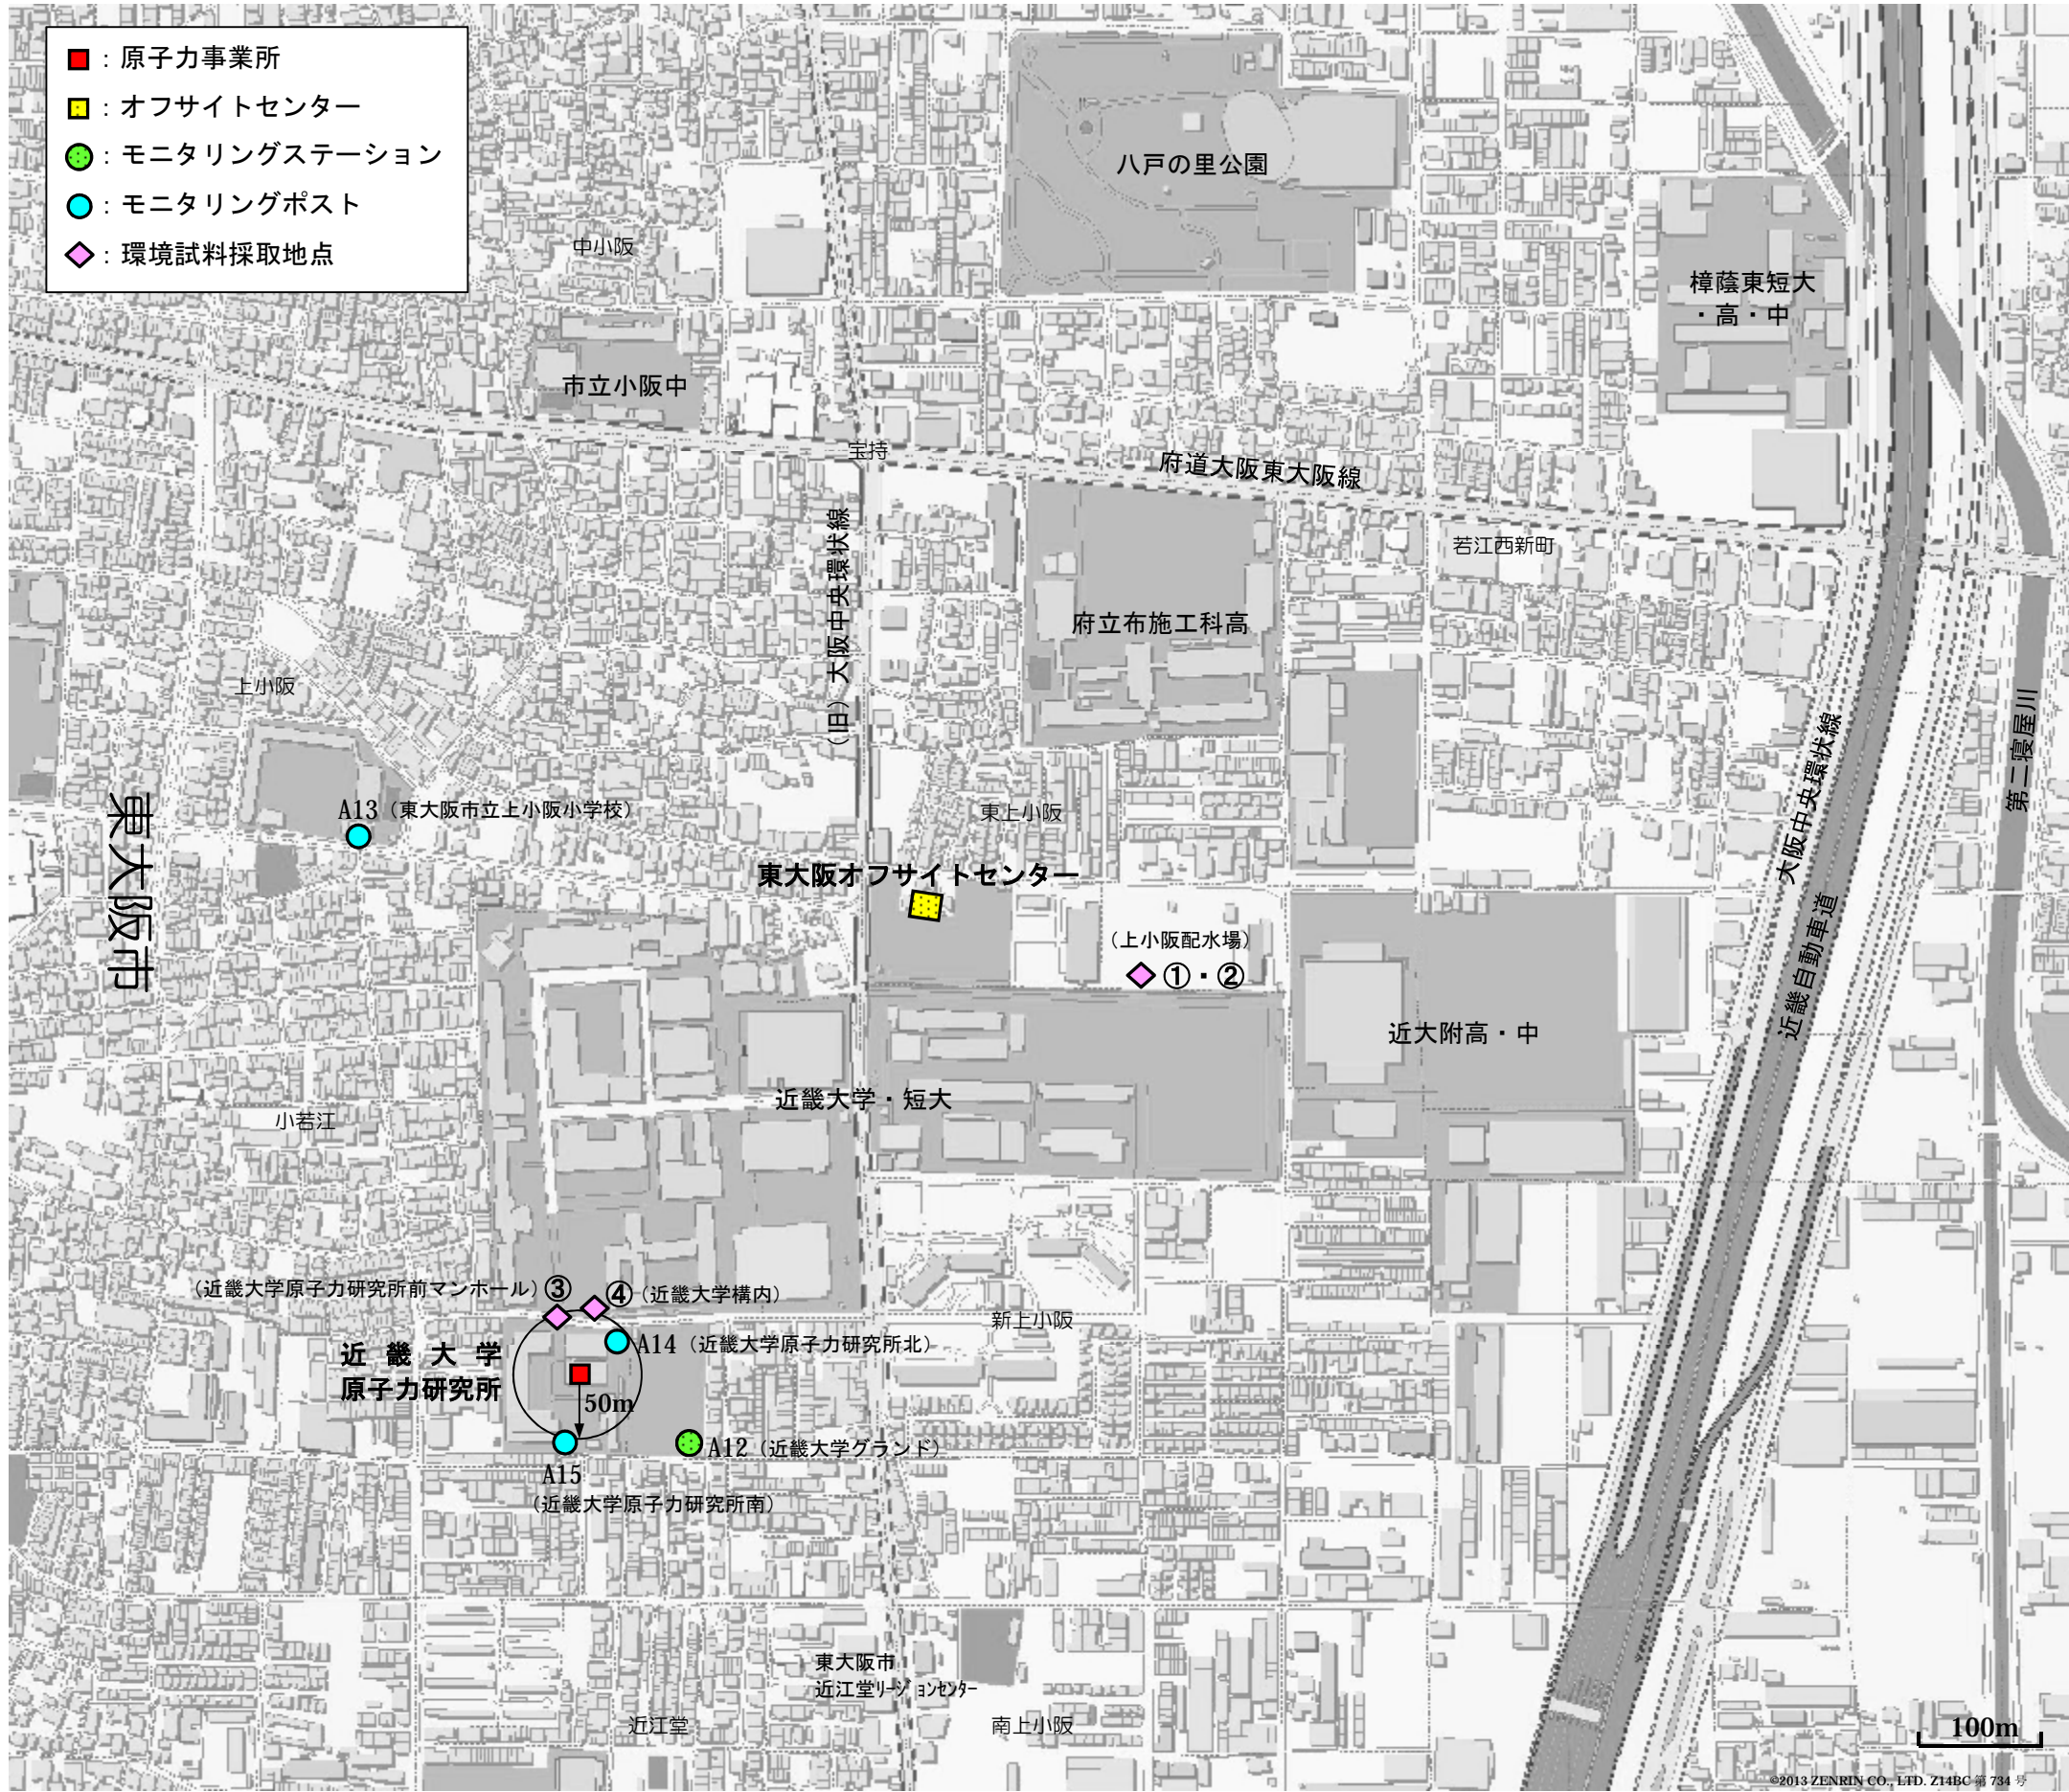 ：原子力事業所
：オフサイトセンター
：モニタリングステーション
：モニタリングポスト
：環境試料採取地点
八戸の里公園
中小阪
樟蔭東短大
・高・中
市立小阪中
宝持
府道大阪東大阪線
若江西新町
（旧）大阪中央環状線
府立布施工科高
上小阪
大阪中央環状線
第二寝屋川
東大阪市
A13（東大阪市立上小阪小学校）
東上小阪
東大阪オフサイトセンター
（上小阪配水場）
①・②
近畿自動車道
近大附高・中
近畿大学・短大
小若江
（近畿大学原子力研究所前マンホール）③
④（近畿大学構内）
新上小阪
A14（近畿大学原子力研究所北）
近畿大学
原子力研究所
50m
A12（近畿大学グランド）
A15
（近畿大学原子力研究所南）
東大阪市
近江堂ﾘｰｼﾞｮﾝｾﾝﾀｰ
近江堂
南上小阪
100m
©2013 ZENRIN CO., LTD. Z14BC 第 734 号